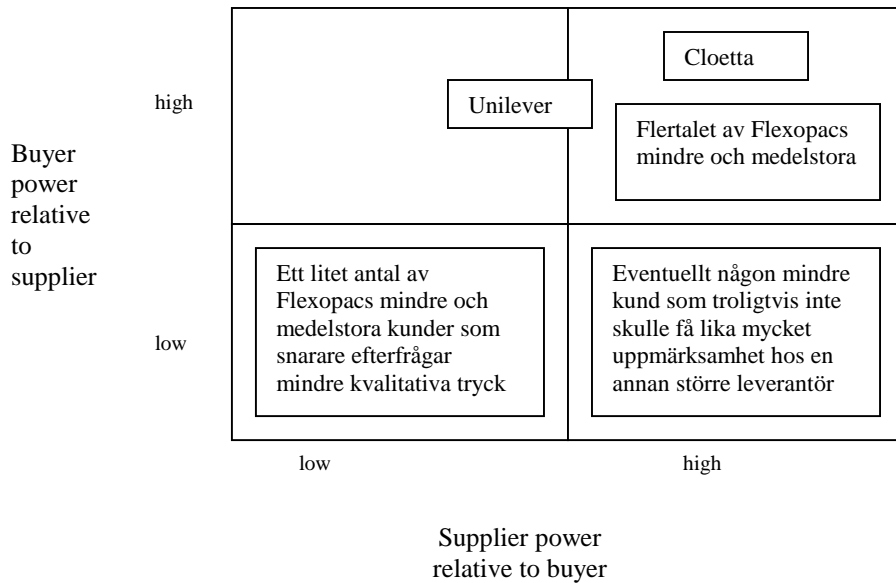 Cloetta
Unilever
high
Flertalet av Flexopacs
mindre och medelstora
Buyer
power
relative
to
supplier
Ett litet antal av
Flexopacs mindre och
medelstora kunder som
snarare efterfrågar
mindre kvalitativa tryck
Eventuellt någon mindre
kund som troligtvis inte
skulle få lika mycket
uppmärksamhet hos en
annan större leverantör
low
low
high
Supplier power
relative to buyer